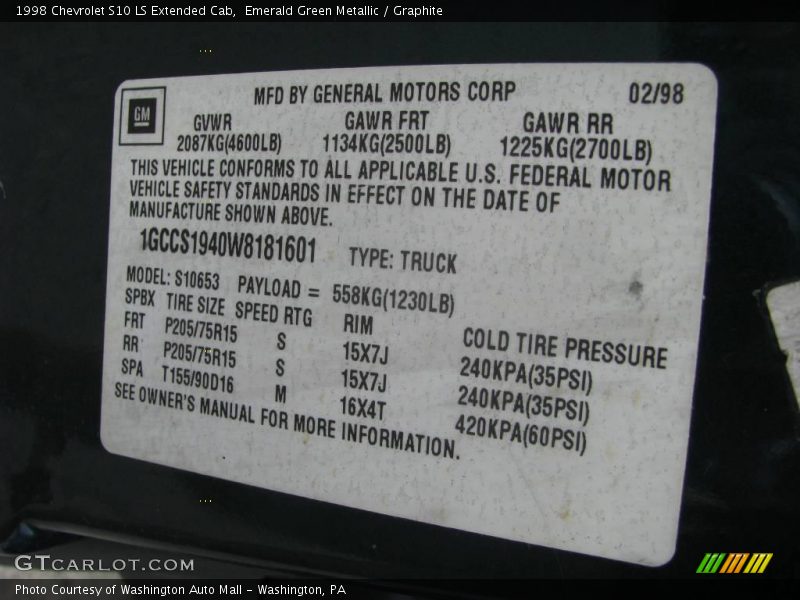 1998 Chevrolet S10 LS Extended Cab,  Emerald Green Metallic / Graphite
MFD BY GENERAL MOTORS CORP 02/98
GM
GVWR GAWR FRT GAWR RR
2087KG(4600LB) 1134KG(2500LB) 1225KG(2700LB)
THIS VEHICLE CONFORMS TO ALL APPLICABLE U.S. FEDERAL MOTOR
VEHICLE SAFETY STANDARDS IN EFFECT ON THE DATE OF
MANUFACTURE SHOWN ABOVE.
1GCCS1940W8181601 TYPE: TRUCK
MODEL: S10653 PAYLOAD = 558KG(1230LB)
SPBX TIRE SIZE SPEED RTG RIM COLD TIRE PRESSURE
FRT P205/75R15 S 15X7J 240KPA(35PSI)
RR P205/75R15 S 15X7J 240KPA(35PSI)
SPA T155/90D16 M 16X4T 420KPA(60PSI)
SEE OWNER'S MANUAL FOR MORE INFORMATION.
GTCARLOT.COM
Photo Courtesy of Washington Auto Mall - Washington, PA